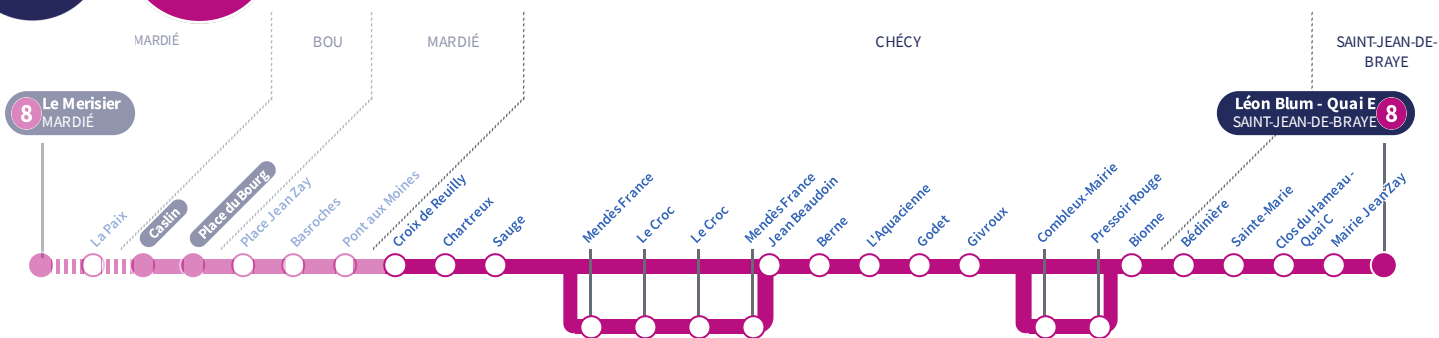 MARDIÉ
BOU
MARDIÉ
CHÉCY
SAINT-JEAN-DE-
BRAYE
8
Le Merisier
MARDIÉ
Léon Blum - Quai E
SAINT-JEAN-DE-BRAYE
8
La Paix
Caslin
Place du Bourg
Place Jean Zay
Basroches
Pont aux Moines
Croix de Reuilly
Chartreux
Sauge
Mendès France
Le Croc
Le Croc
Mendès France
Jean Beaudoin
Berne
L'Aquacienne
Godet
Givroux
Combleux-Mairie
Pressoir Rouge
Bionne
Bedinière
Sainte-Marie
Clos du Hameau-
Quai C
Mairie Jean Zay